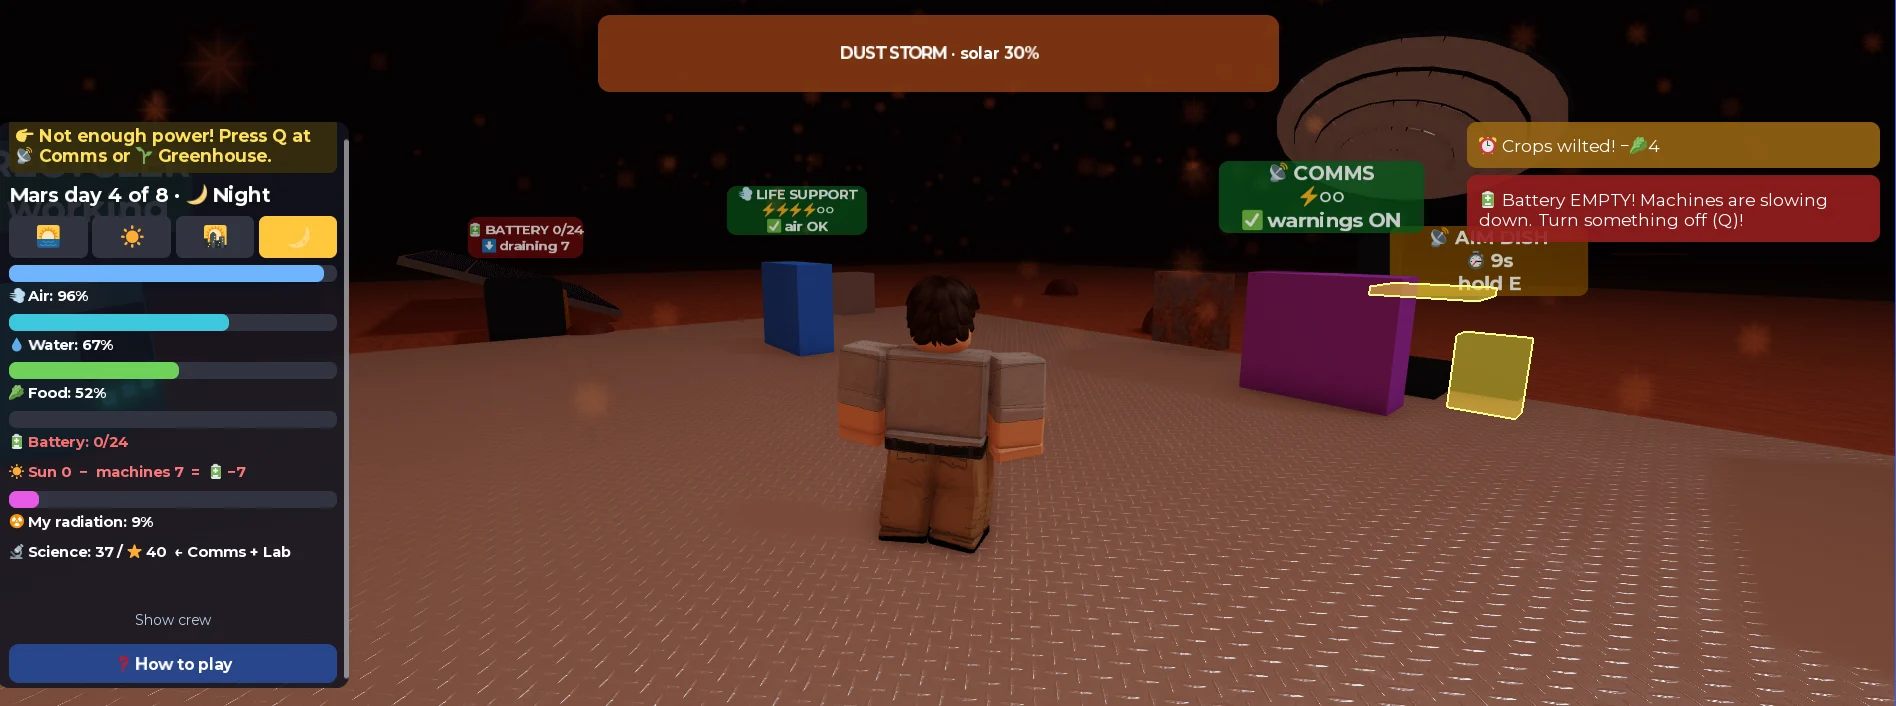 DUST STORM · solar 30%
👉 Not enough power! Press Q at
📡 Comms or 🌱 Greenhouse.
Mars day 4 of 8 · 🌙 Night
💨 Air: 96%
💧 Water: 67%
🥬 Food: 52%
🔋 Battery: 0/24
☀️ Sun 0 − machines 7 = 🔋 −7
☢️ My radiation: 9%
🔬 Science: 37 / ⭐ 40 ← Comms + Lab
Show crew
❓ How to play
🔋 BATTERY 0/24
⬇️ draining 7
💨 LIFE SUPPORT
⚡⚡⚡⚡○○
✅ air OK
📡 COMMS
⚡○○
✅ warnings ON
📡 AIM DISH
⏱️ 9s
hold E
⏰ Crops wilted! −🥬4
🔋 Battery EMPTY! Machines are slowing
down. Turn something off (Q)!
working